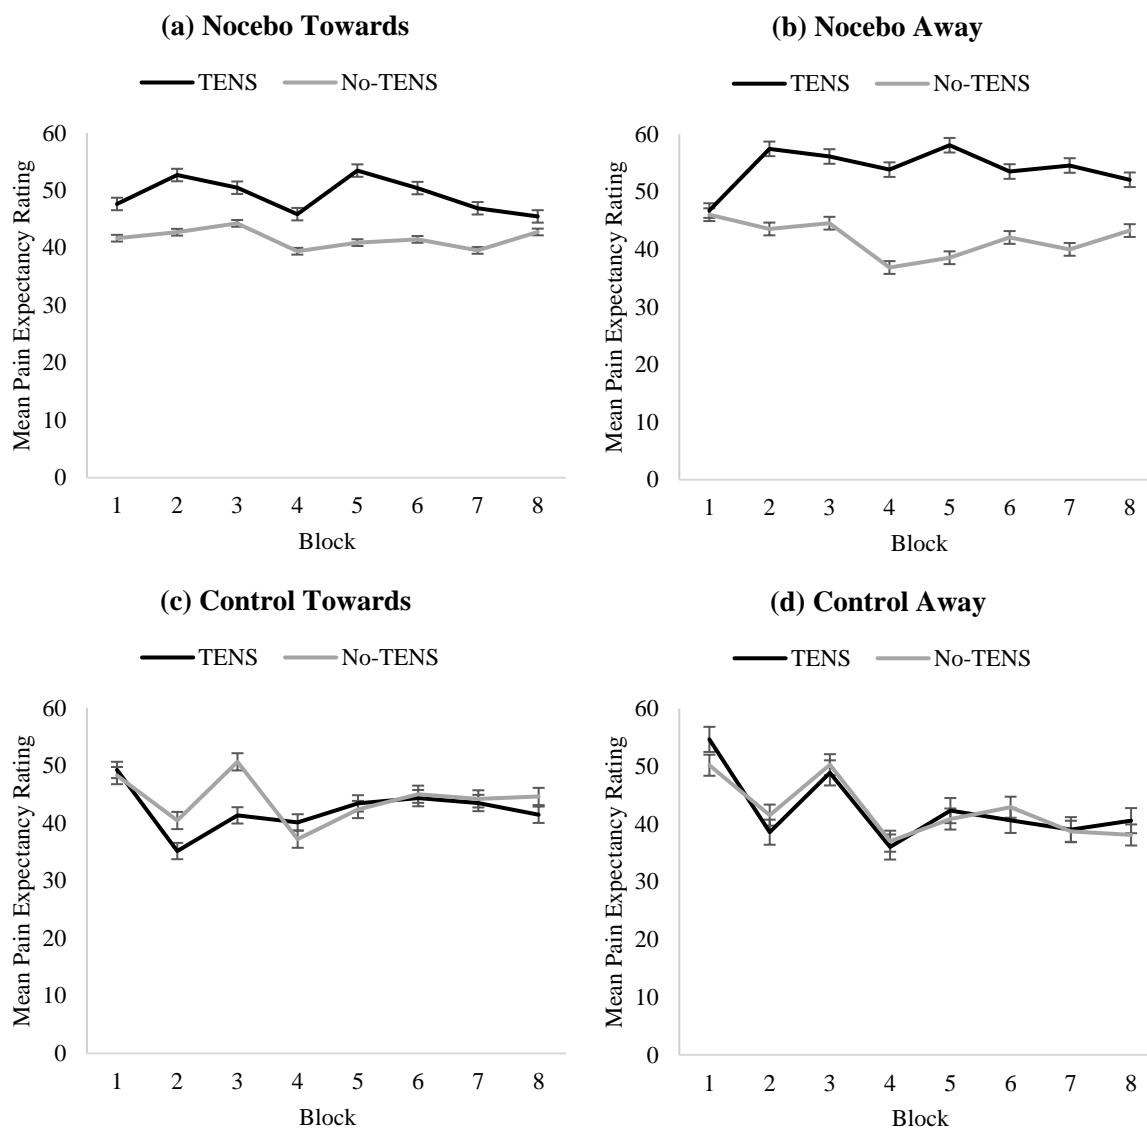 (a) Nocebo Towards
TENS No-TENS
Mean Pain Expectancy Rating
60
50
40
30
20
10
0
1 2 3 4 5 6 7 8
Block
(b) Nocebo Away
TENS No-TENS
Mean Pain Expectancy Rating
60
50
40
30
20
10
0
1 2 3 4 5 6 7 8
Block
(c) Control Towards
TENS No-TENS
Mean Pain Expectancy Rating
60
50
40
30
20
10
0
1 2 3 4 5 6 7 8
Block
(d) Control Away
TENS No-TENS
Mean Pain Expectancy Rating
60
50
40
30
20
10
0
1 2 3 4 5 6 7 8
Block